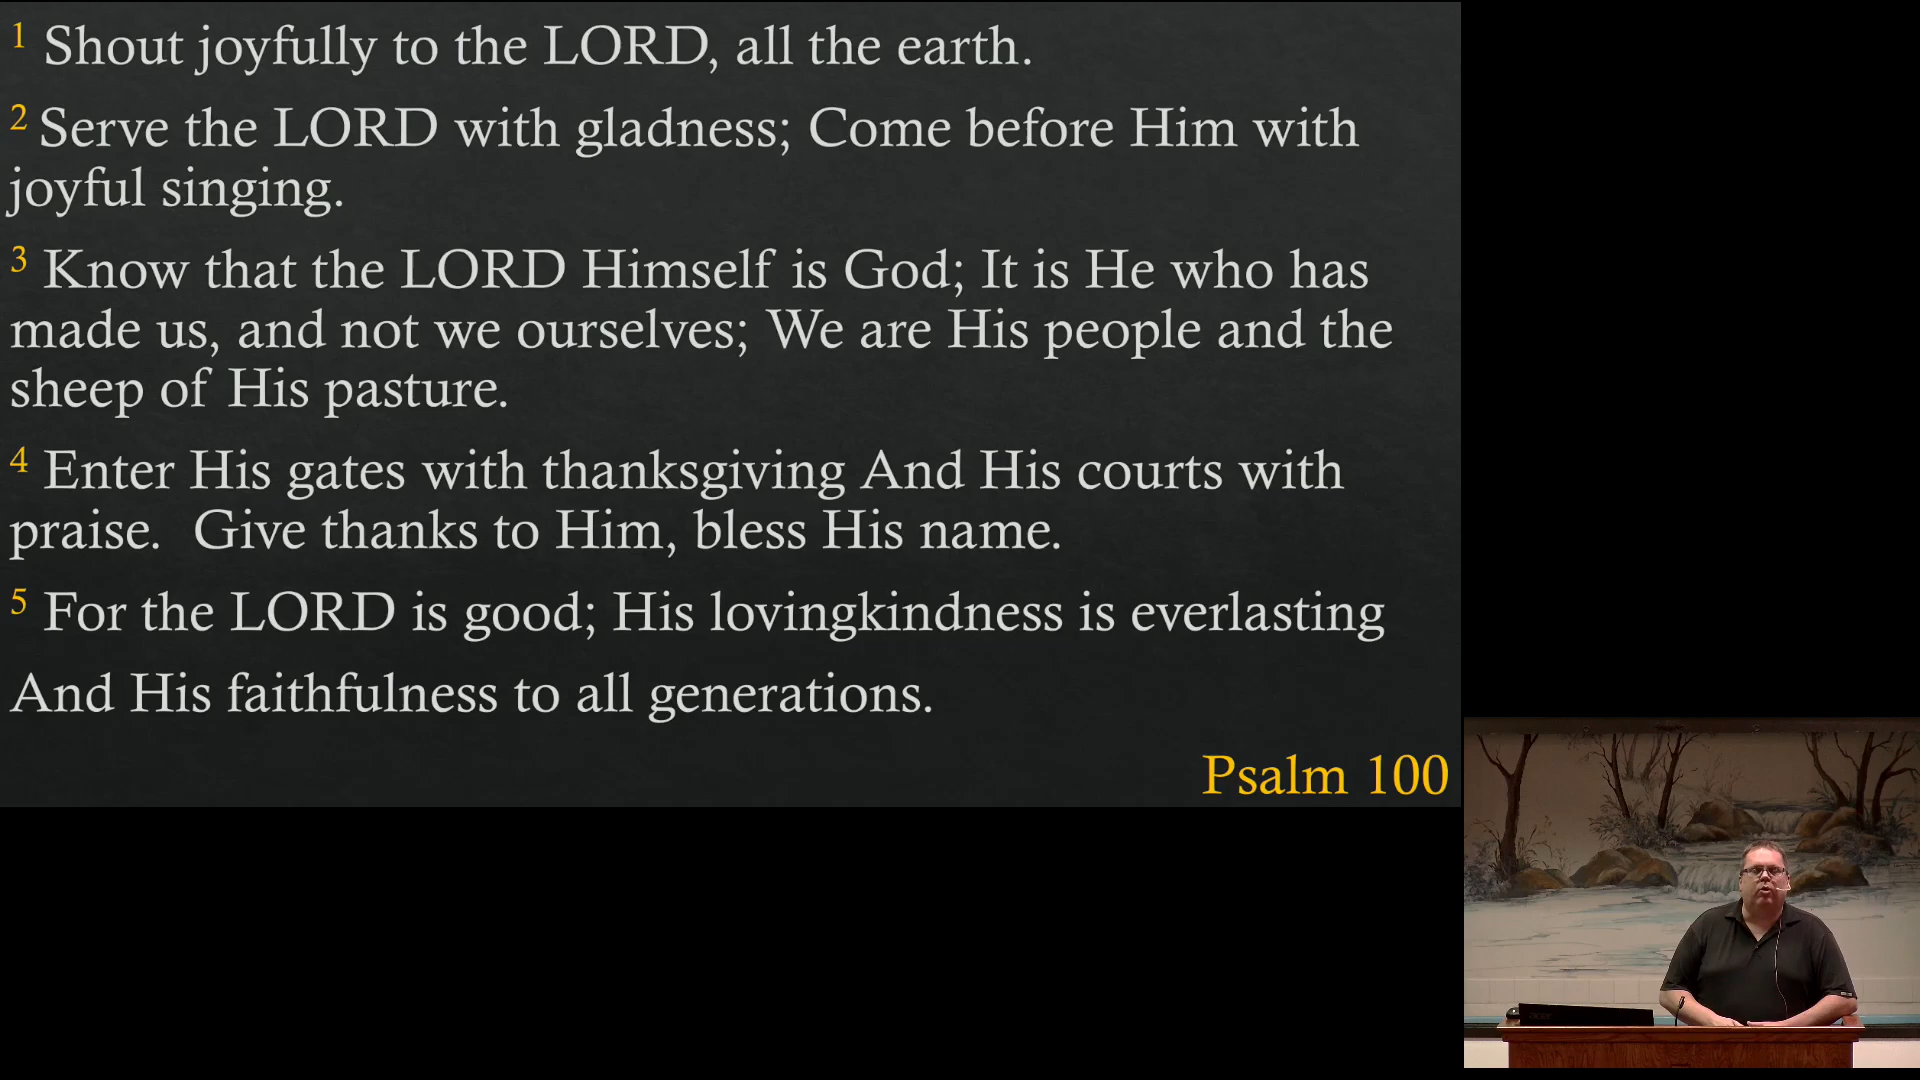 1 Shout joyfully to the LORD, all the earth.
2 Serve the LORD with gladness; Come before Him with
joyful singing.
3 Know that the LORD Himself is God; It is He who has
made us, and not we ourselves; We are His people and the
sheep of His pasture.
4 Enter His gates with thanksgiving And His courts with
praise.  Give thanks to Him, bless His name.
5 For the LORD is good; His lovingkindness is everlasting
And His faithfulness to all generations.
Psalm 100
acer